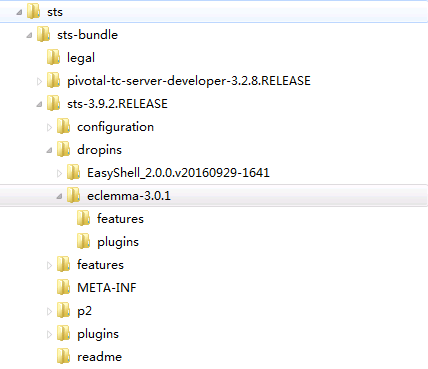 sts
sts-bundle
legal
pivotal-tc-server-developer-3.2.8.RELEASE
sts-3.9.2.RELEASE
configuration
dropins
EasyShell_2.0.0.v20160929-1641
eclemma-3.0.1
features
plugins
features
META-INF
p2
plugins
readme